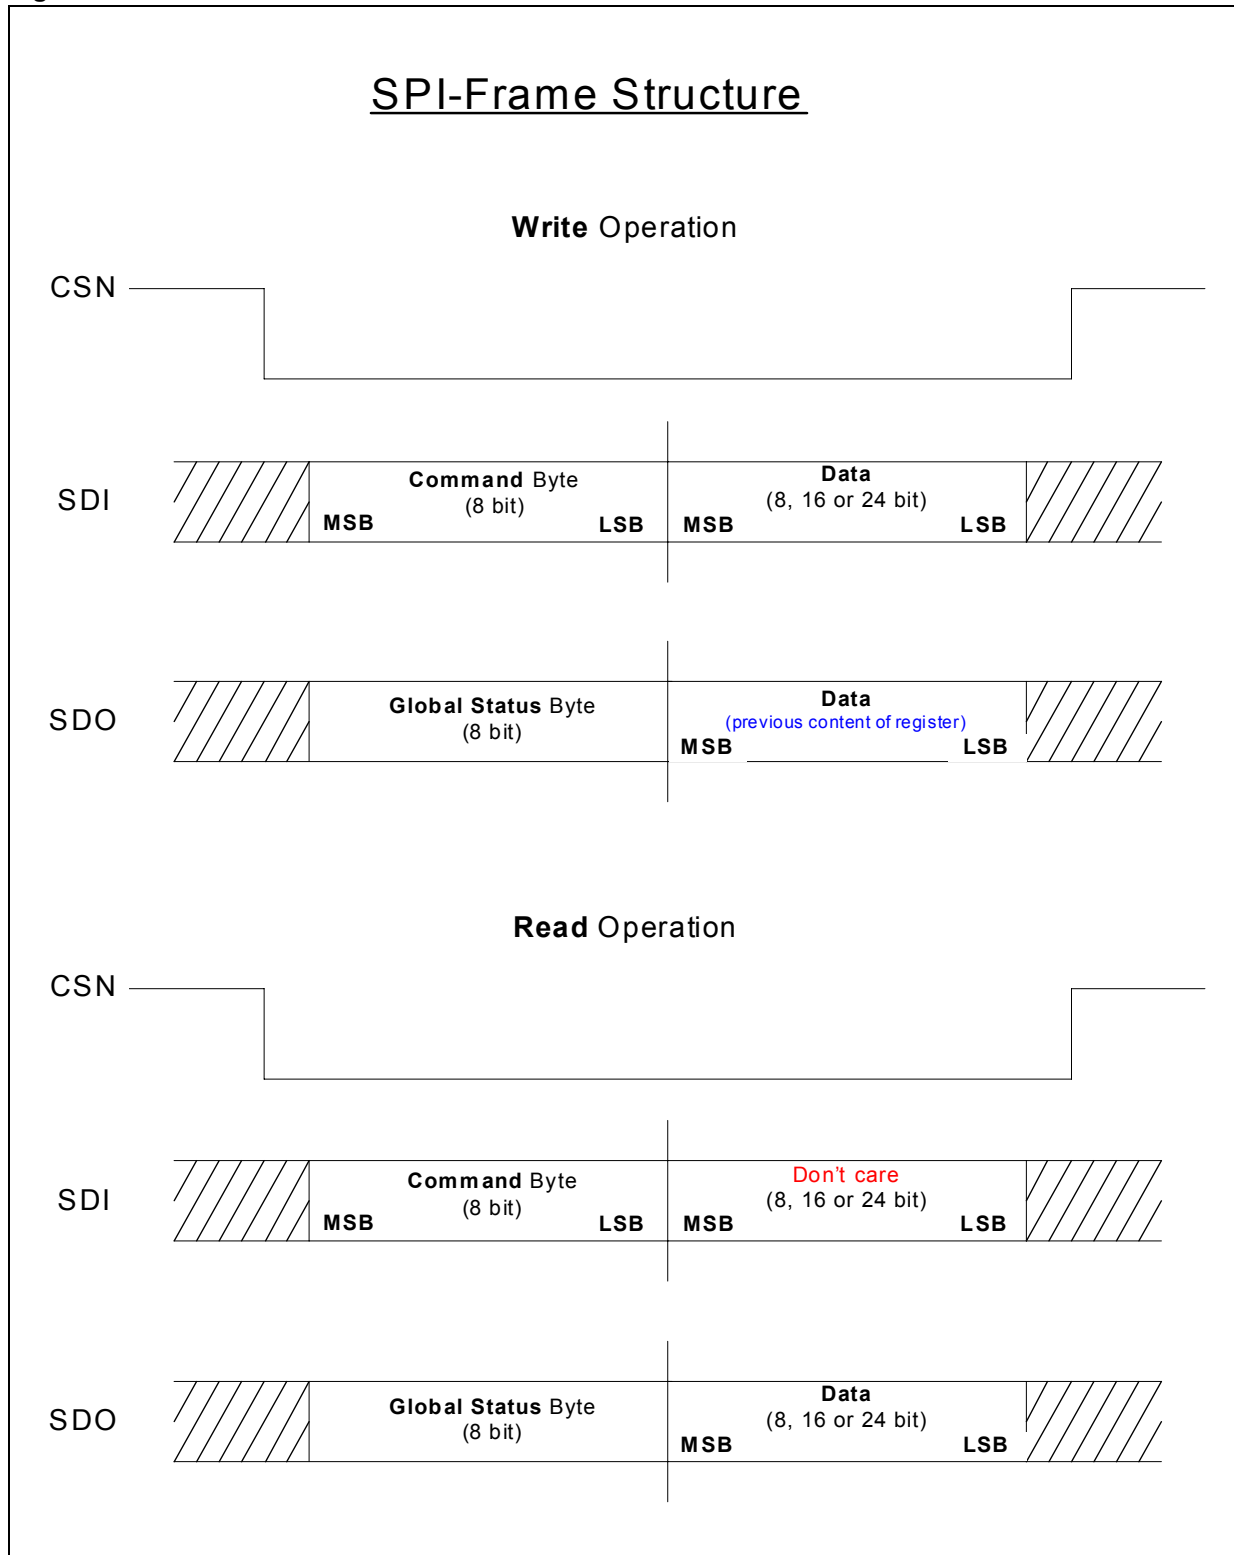 SPI-Frame Structure
Write Operation
CSN
SDI
Command Byte
(8 bit)
MSB LSB
Data
(8, 16 or 24 bit)
MSB LSB
SDO
Global Status Byte
(8 bit)
Data
(previous content of register)
MSB LSB
Read Operation
CSN
SDI
Command Byte
(8 bit)
MSB LSB
Don't care
(8, 16 or 24 bit)
MSB LSB
SDO
Global Status Byte
(8 bit)
Data
(8, 16 or 24 bit)
MSB LSB